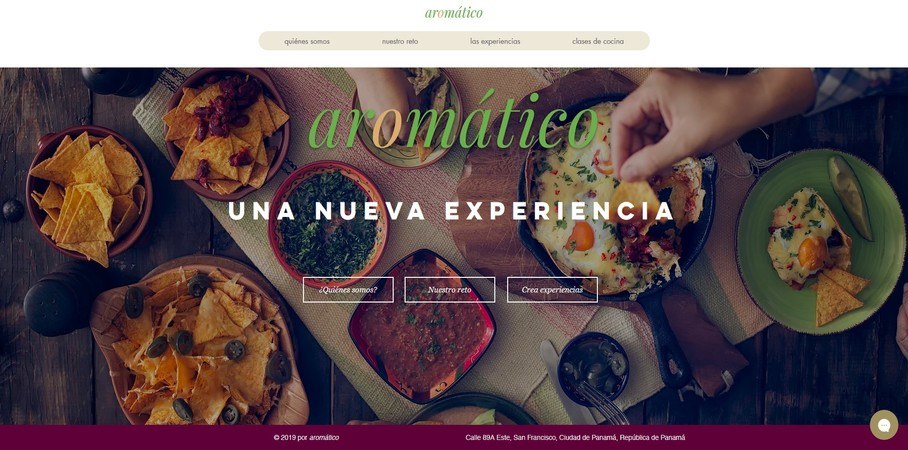 aromático
quiénes somos nuestro reto las experiencias clases de cocina
aromático
UNA NUEVA EXPERIENCIA
¿Quiénes somos? Nuestro reto Crea experiencias
© 2019 por aromático Calle 89A Este, San Francisco, Ciudad de Panamá, República de Panamá